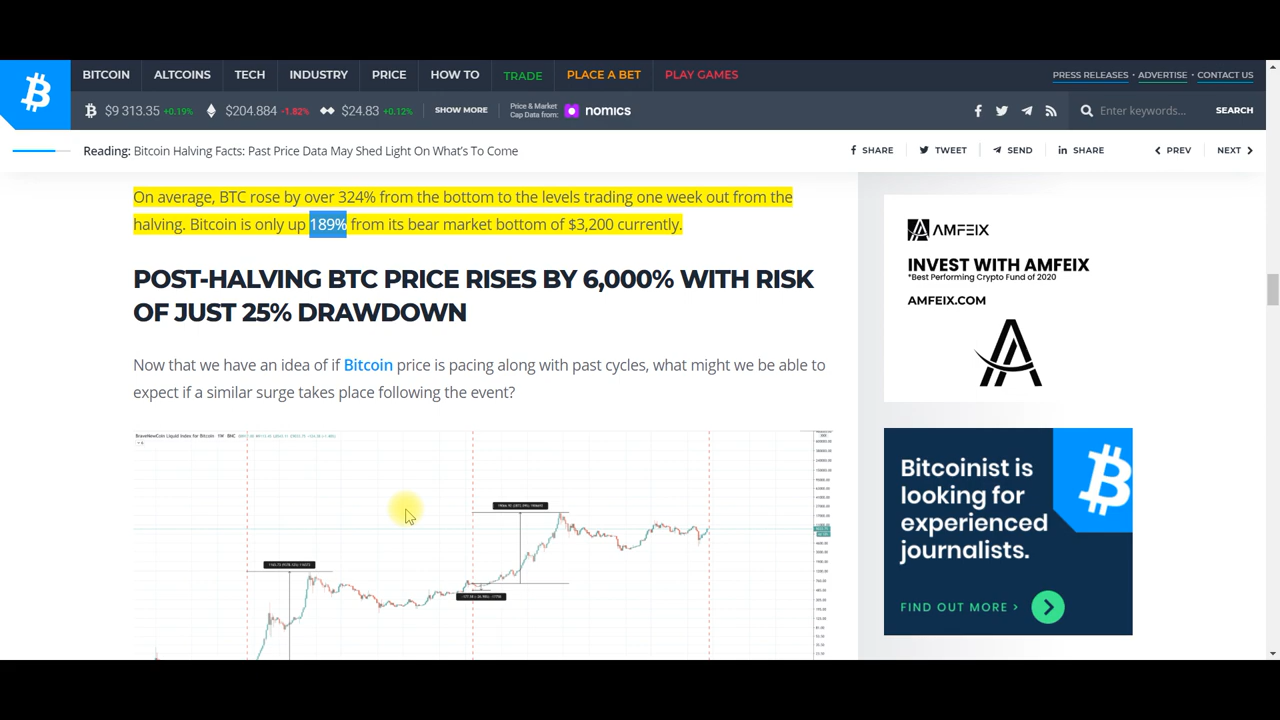 BITCOIN ALTCOINS TECH INDUSTRY PRICE HOW TO TRADE PLACE A BET PLAY GAMES PRESS RELEASES • ADVERTISE • CONTACT US
$9 313.35 +0.19% $204.884 -1.82% $24.83 +0.12% SHOW MORE Price & Market Cap Data from: nomics Enter keywords... SEARCH
Reading: Bitcoin Halving Facts: Past Price Data May Shed Light On What's To Come SHARE TWEET SEND SHARE PREV NEXT
On average, BTC rose by over 324% from the bottom to the levels trading one week out from the
halving. Bitcoin is only up 189% from its bear market bottom of $3,200 currently.
POST-HALVING BTC PRICE RISES BY 6,000% WITH RISK
OF JUST 25% DRAWDOWN
Now that we have an idea of if Bitcoin price is pacing along with past cycles, what might we be able to
expect if a similar surge takes place following the event?
BraveNewCoin Liquid Index for Bitcoin
AMFEIX
INVEST WITH AMFEIX
*Best Performing Crypto Fund of 2020
AMFEIX.COM
Bitcoinist is
looking for
experienced
journalists.
FIND OUT MORE >